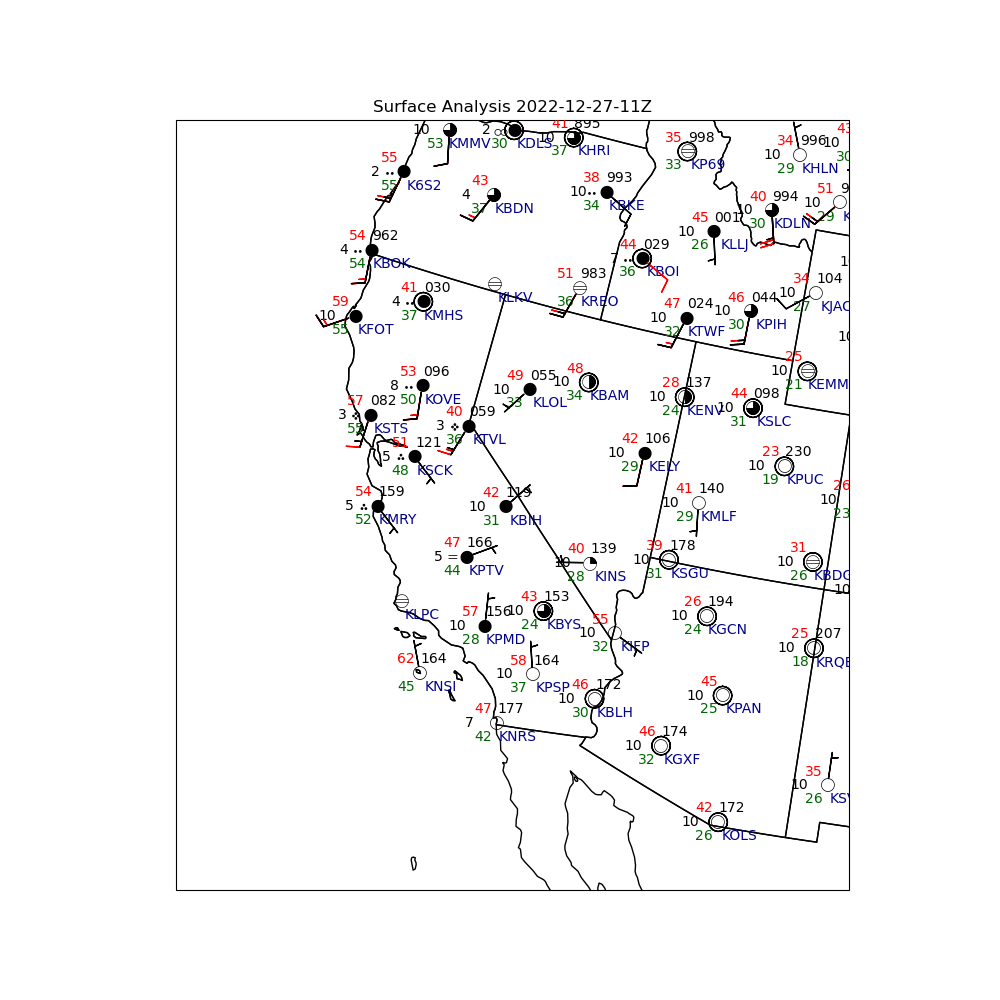 Surface Analysis 2022-12-27-11Z
10 53 KMMV
2 30 KDLS
41 895 10 37 KHRI
35 998 33 KP69
34 996 10 29 KHLN
43 10 30
55 2 55 K6S2
43 4 37 KBDN
38 993 10 34 KBKE
40 994 10 30 KDLN
51 9 10 29 K
45 001 10 26 KLLJ
54 962 4 54 KBOK
44 029 7 36 KBOI
10
41 030 4 37 KMHS
KLKV
51 983 36 KREO
34 104 10 27 KJAC
59 10 55 KFOT
47 024 10 32 KTWF
46 044 10 30 KPIH
10
25 10 21 KEMM
53 096 8 50 KOVE
49 055 10 33 KLOL
48 10 34 KBAM
28 137 10 24 KENV
44 098 10 31 KSLC
57 082 3 55 KSTS
40 059 3 36 KTVL
51 121 5 48 KSCK
42 106 10 29 KELY
23 230 10 19 KPUC
54 159 5 52 KMRY
42 119 10 31 KBIH
41 140 10 29 KMLF
26 10 23
47 166 5 = 44 KPTV
40 139 10 28 KINS
39 178 10 31 KSGU
31 10 26 KBDG
10
KLPC
57 156 10 28 KPMD
43 153 10 24 KBYS
55 10 32 KIFP
26 194 10 24 KGCN
25 207 10 18 KRQE
62 164 45 KNSI
58 164 10 37 KPSP
46 172 10 30 KBLH
45 10 25 KPAN
47 177 7 42 KNRS
46 174 10 32 KGXF
35 10 26 KSV
42 172 10 26 KOLS